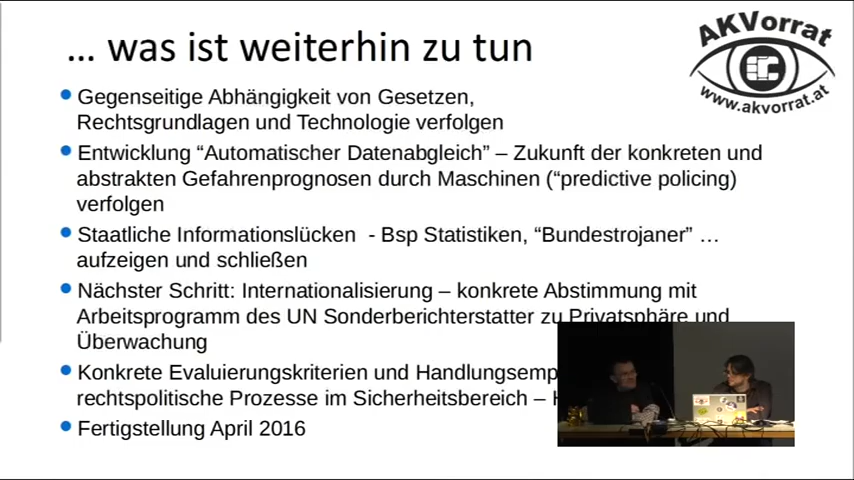 ... was ist weiterhin zu tun
AKVorrat
www.akvorrat.at
Gegenseitige Abhängigkeit von Gesetzen,
Rechtsgrundlagen und Technologie verfolgen
Entwicklung “Automatischer Datenabgleich” – Zukunft der konkreten und
abstrakten Gefahrenprognosen durch Maschinen (“predictive policing)
verfolgen
Staatliche Informationslücken - Bsp Statistiken, “Bundestrojaner” …
aufzeigen und schließen
Nächster Schritt: Internationalisierung – konkrete Abstimmung mit
Arbeitsprogramm des UN Sonderberichterstatter zu Privatsphäre und
Überwachung
Konkrete Evaluierungskriterien und
rechtspolitische Prozesse im Sicherheitsbereich –
Fertigstellung April 2016